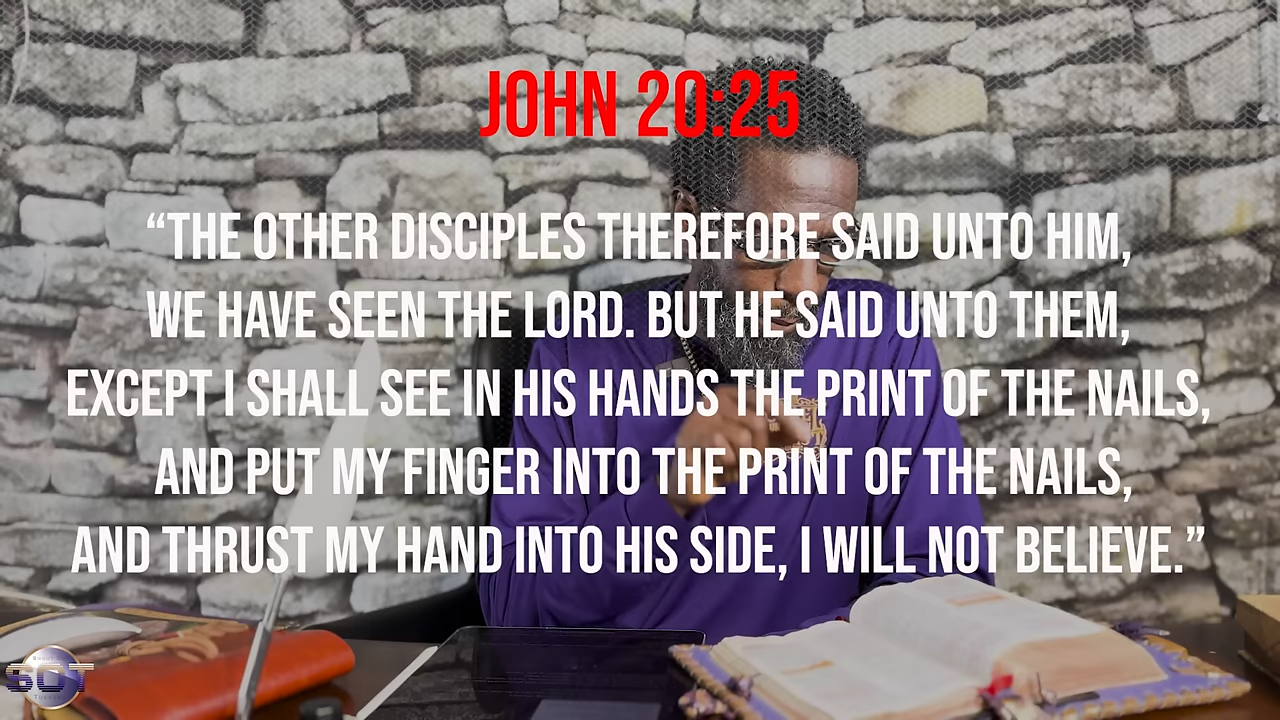 JOHN 20:25
“THE OTHER DISCIPLES THEREFORE SAID UNTO HIM,
WE HAVE SEEN THE LORD. BUT HE SAID UNTO THEM,
EXCEPT I SHALL SEE IN HIS HANDS THE PRINT OF THE NAILS,
AND PUT MY FINGER INTO THE PRINT OF THE NAILS,
AND THRUST MY HAND INTO HIS SIDE, I WILL NOT BELIEVE.”
SGT